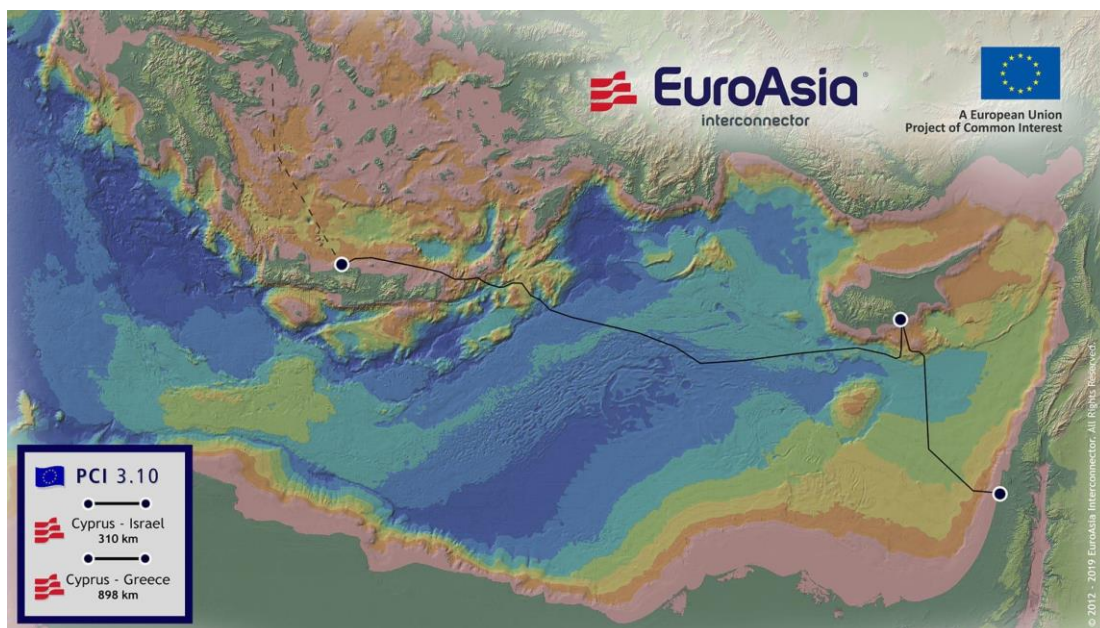 EuroAsia®
interconnector
A European Union
Project of Common Interest
PCI 3.10
Cyprus - Israel
310 km
Cyprus - Greece
898 km
© 2012 - 2019 EuroAsia Interconnector. All Rights Reserved.